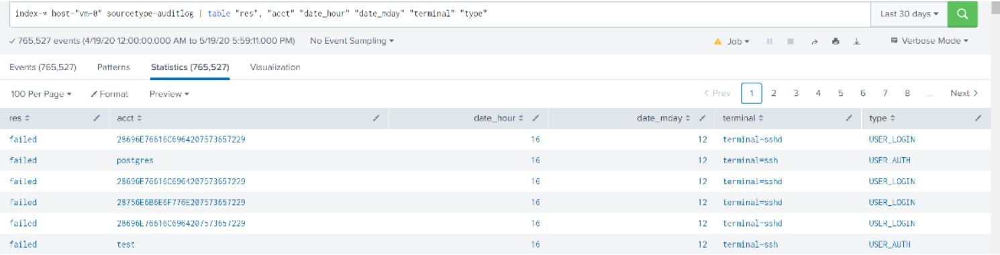 index=* host="vm-0" sourcetype=auditlog | table "res", "acct" "date_hour" "date_mday" "terminal" "type" Last 30 days
✓ 765,527 events (4/19/20 12:00:00.000 AM to 5/19/20 5:59:11.000 PM) No Event Sampling Job Verbose Mode
Events (765,527) Patterns Statistics (765,527) Visualization
100 Per Page Format Preview < Prev 1 2 3 4 5 6 7 8 ... Next >
res acct date_hour date_mday terminal type
failed 28696E76616C6964207573657229 16 12 terminal=sshd USER_LOGIN
failed postgres 16 12 terminal=ssh USER_AUTH
failed 28696E76616C6964207573657229 16 12 terminal=sshd USER_LOGIN
failed 28756E6B6E6F776E207573657229 16 12 terminal=sshd USER_LOGIN
failed 28696E76616C6964207573657229 16 12 terminal=sshd USER_LOGIN
failed test 16 12 terminal=ssh USER_AUTH